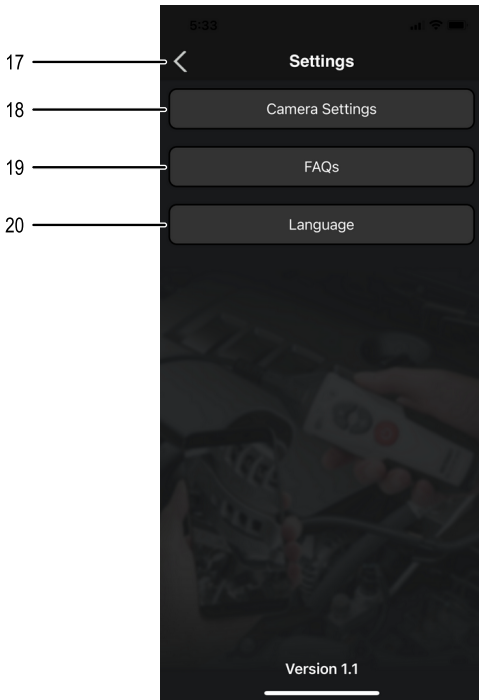 5:33
17 Settings
18 Camera Settings
19 FAQs
20 Language
Version 1.1